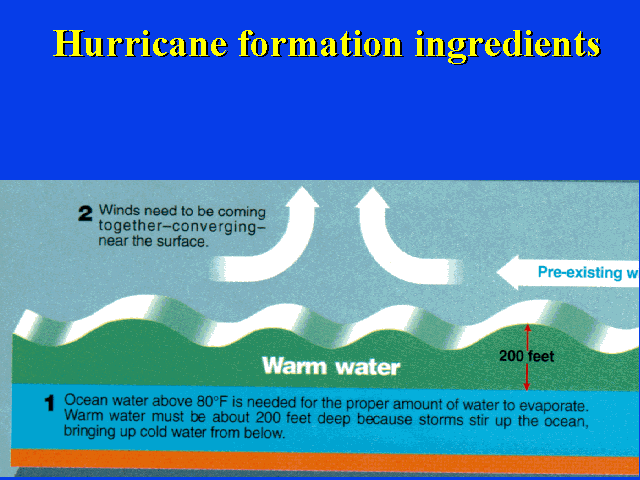 Hurricane formation ingredients
2 Winds need to be coming
together–converging–
near the surface.
Pre-existing w
200 feet
Warm water
1 Ocean water above 80°F is needed for the proper amount of water to evaporate.
Warm water must be about 200 feet deep because storms stir up the ocean,
bringing up cold water from below.